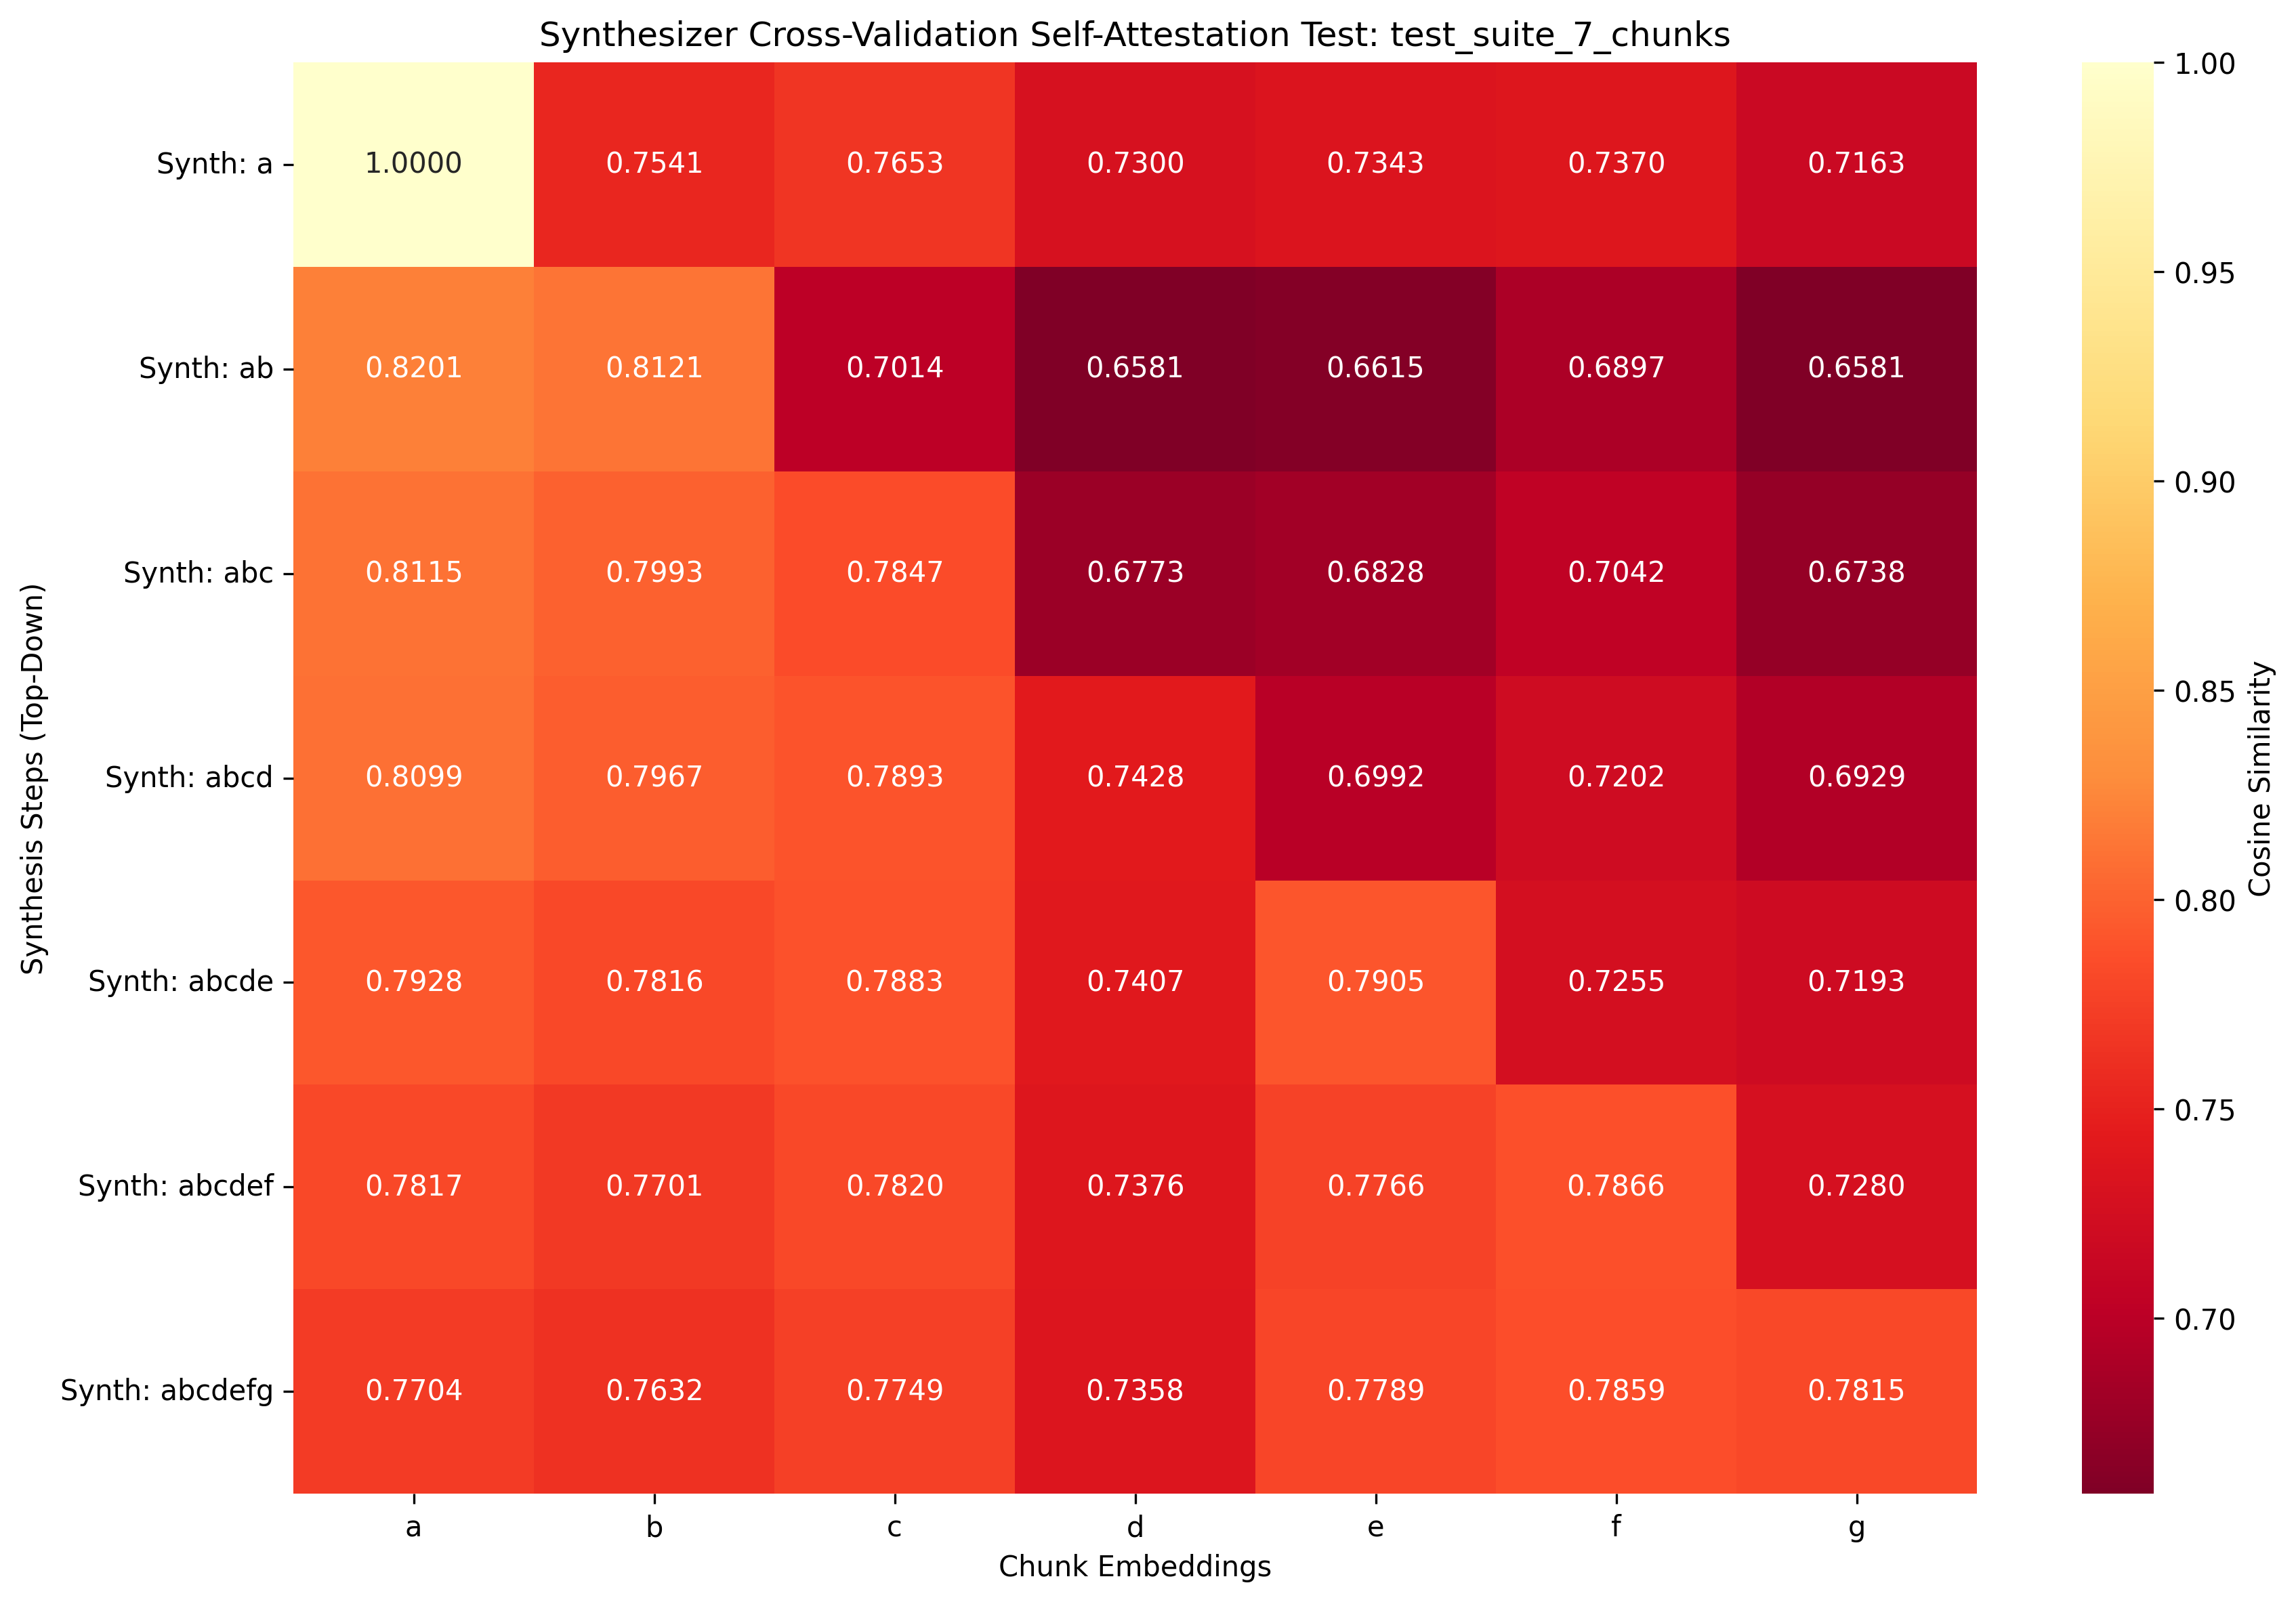 Synthesizer Cross-Validation Self-Attestation Test: test_suite_7_chunks
Synthesis Steps (Top-Down)
Synth: a 1.0000 0.7541 0.7653 0.7300 0.7343 0.7370 0.7163
Synth: ab 0.8201 0.8121 0.7014 0.6581 0.6615 0.6897 0.6581
Synth: abc 0.8115 0.7993 0.7847 0.6773 0.6828 0.7042 0.6738
Synth: abcd 0.8099 0.7967 0.7893 0.7428 0.6992 0.7202 0.6929
Synth: abcde 0.7928 0.7816 0.7883 0.7407 0.7905 0.7255 0.7193
Synth: abcdef 0.7817 0.7701 0.7820 0.7376 0.7766 0.7866 0.7280
Synth: abcdefg 0.7704 0.7632 0.7749 0.7358 0.7789 0.7859 0.7815
a b c d e f g
Chunk Embeddings
1.00
0.95
0.90
0.85
0.80
0.75
0.70
Cosine Similarity